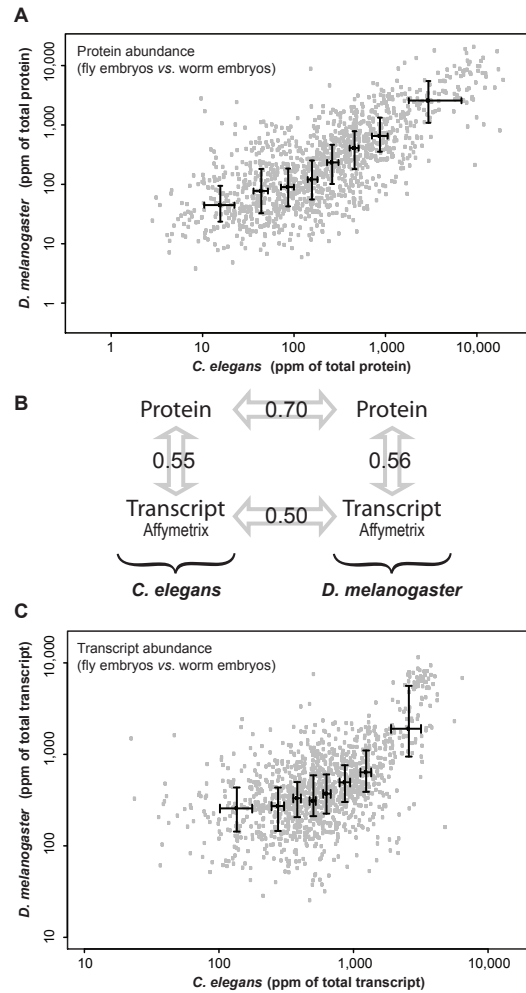 A
Protein abundance
(fly embryos vs. worm embryos)
D. melanogaster (ppm of total protein)
10,000
1,000
100
10
1
1 10 100 1,000 10,000
C. elegans (ppm of total protein)
B
Protein 0.70 Protein
0.55 0.56
Transcript 0.50 Transcript
Affymetrix Affymetrix
C. elegans D. melanogaster
C
Transcript abundance
(fly embryos vs. worm embryos)
D. melanogaster (ppm of total transcript)
10,000
1,000
100
10
10 100 1,000 10,000
C. elegans (ppm of total transcript)